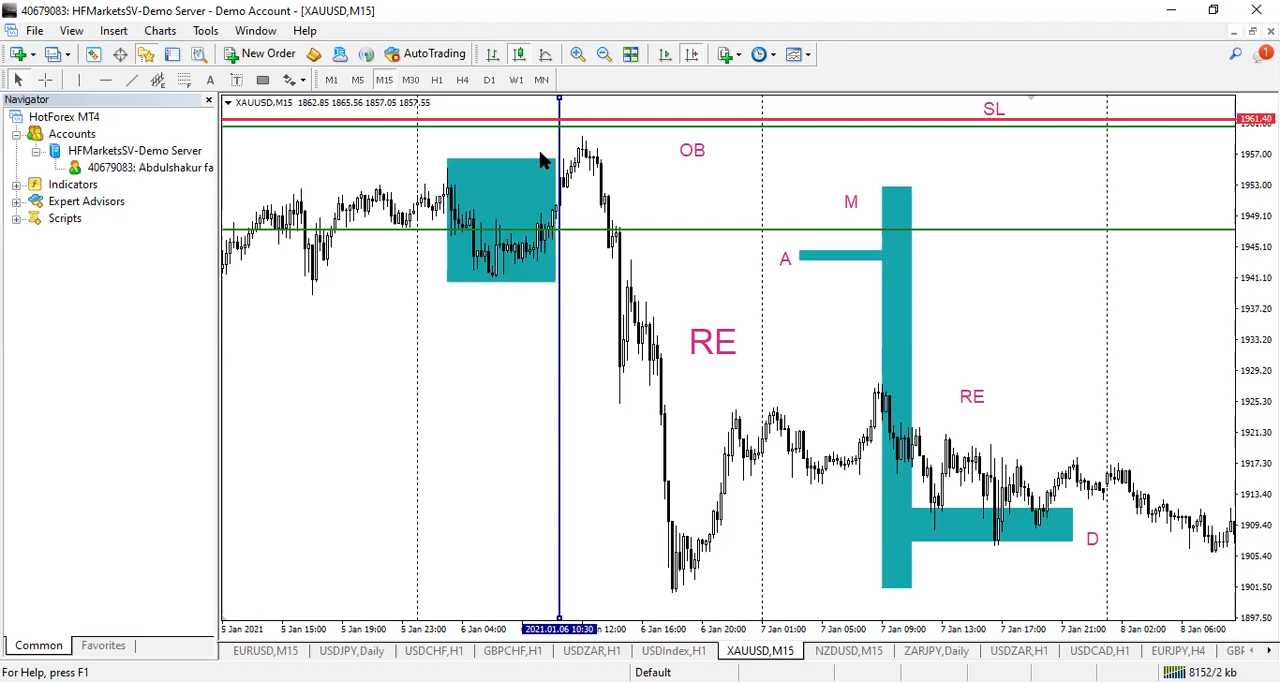 40679083: HFMarketsSV-Demo Server - Demo Account - [XAUUSD,M15]
File View Insert Charts Tools Window Help
New Order AutoTrading
1
A T M1 M5 M15 M30 H1 H4 D1 W1 MN
Navigator
HotForex MT4
Accounts
HFMarketsSV-Demo Server
40679083: Abdulshakur fa
Indicators
Expert Advisors
Scripts
Common Favorites
XAUUSD,M15 1862.85 1865.56 1857.05 1857.55
SL
OB
M
A
RE
RE
D
1961.40
1957.00
1953.00
1949.10
1945.10
1941.10
1937.20
1933.20
1929.20
1925.30
1921.30
1917.30
1913.40
1909.40
1905.40
1901.50
1897.50
5 Jan 2021 5 Jan 15:00 5 Jan 19:00 5 Jan 23:00 6 Jan 04:00 2021.01.06 10:30 n 12:00 6 Jan 16:00 6 Jan 20:00 7 Jan 01:00 7 Jan 05:00 7 Jan 09:00 7 Jan 13:00 7 Jan 17:00 7 Jan 21:00 8 Jan 02:00 8 Jan 06:00
EURUSD,M15 USDJPY,Daily USDCHF,H1 GBPCHF,H1 USDZAR,H1 USDIndex,H1 XAUUSD,M15 NZDUSD,M15 ZARJPY,Daily USDZAR,H1 USDCAD,H1 EURJPY,H4 GBF
For Help, press F1 Default 8152/2 kb